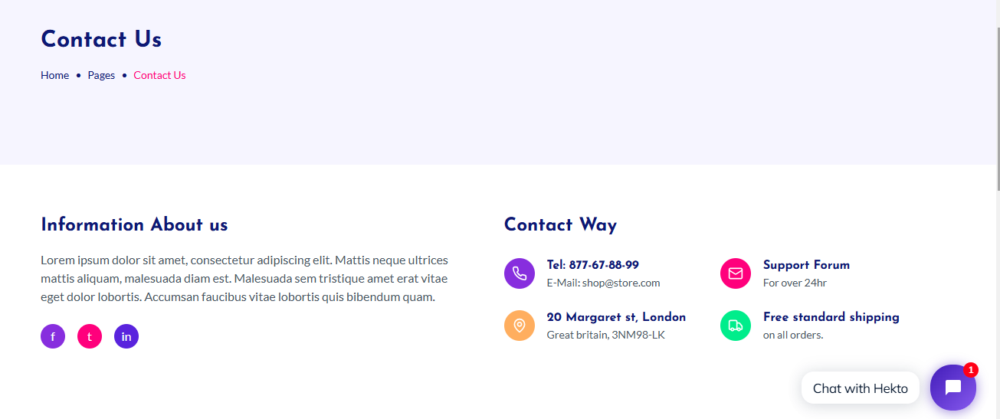 Contact Us
Home • Pages • Contact Us
Information About us
Lorem ipsum dolor sit amet, consectetur adipiscing elit. Mattis neque ultrices
mattis aliquam, malesuada diam est. Malesuada sem tristique amet erat vitae
eget dolor lobortis. Accumsan faucibus vitae lobortis quis bibendum quam.
f t in
Contact Way
Tel: 877-67-88-99
E-Mail: shop@store.com
Support Forum
For over 24hr
20 Margaret st, London
Great britain, 3NM98-LK
Free standard shipping
on all orders.
Chat with Hekto
1